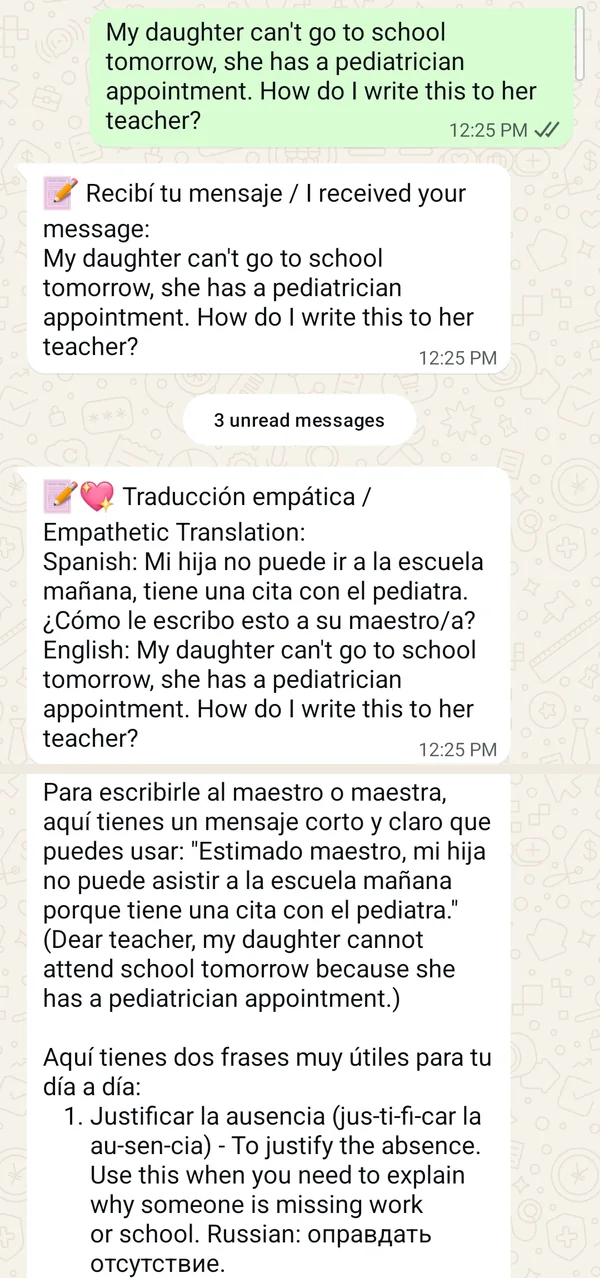 My daughter can't go to school
tomorrow, she has a pediatrician
appointment. How do I write this to her
teacher?
12:25 PM
📝 Recibí tu mensaje / I received your
message:
My daughter can't go to school
tomorrow, she has a pediatrician
appointment. How do I write this to her
teacher?
12:25 PM
3 unread messages
📝💖 Traducción empática /
Empathetic Translation:
Spanish: Mi hija no puede ir a la escuela
mañana, tiene una cita con el pediatra.
¿Cómo le escribo esto a su maestro/a?
English: My daughter can't go to school
tomorrow, she has a pediatrician
appointment. How do I write this to her
teacher?
12:25 PM
Para escribirle al maestro o maestra,
aquí tienes un mensaje corto y claro que
puedes usar: "Estimado maestro, mi hija
no puede asistir a la escuela mañana
porque tiene una cita con el pediatra."
(Dear teacher, my daughter cannot
attend school tomorrow because she
has a pediatrician appointment.)
Aquí tienes dos frases muy útiles para tu
día a día:
1. Justificar la ausencia (jus-ti-fi-car la
au-sen-cia) - To justify the absence.
Use this when you need to explain
why someone is missing work
or school. Russian: оправдать
отсутствие.